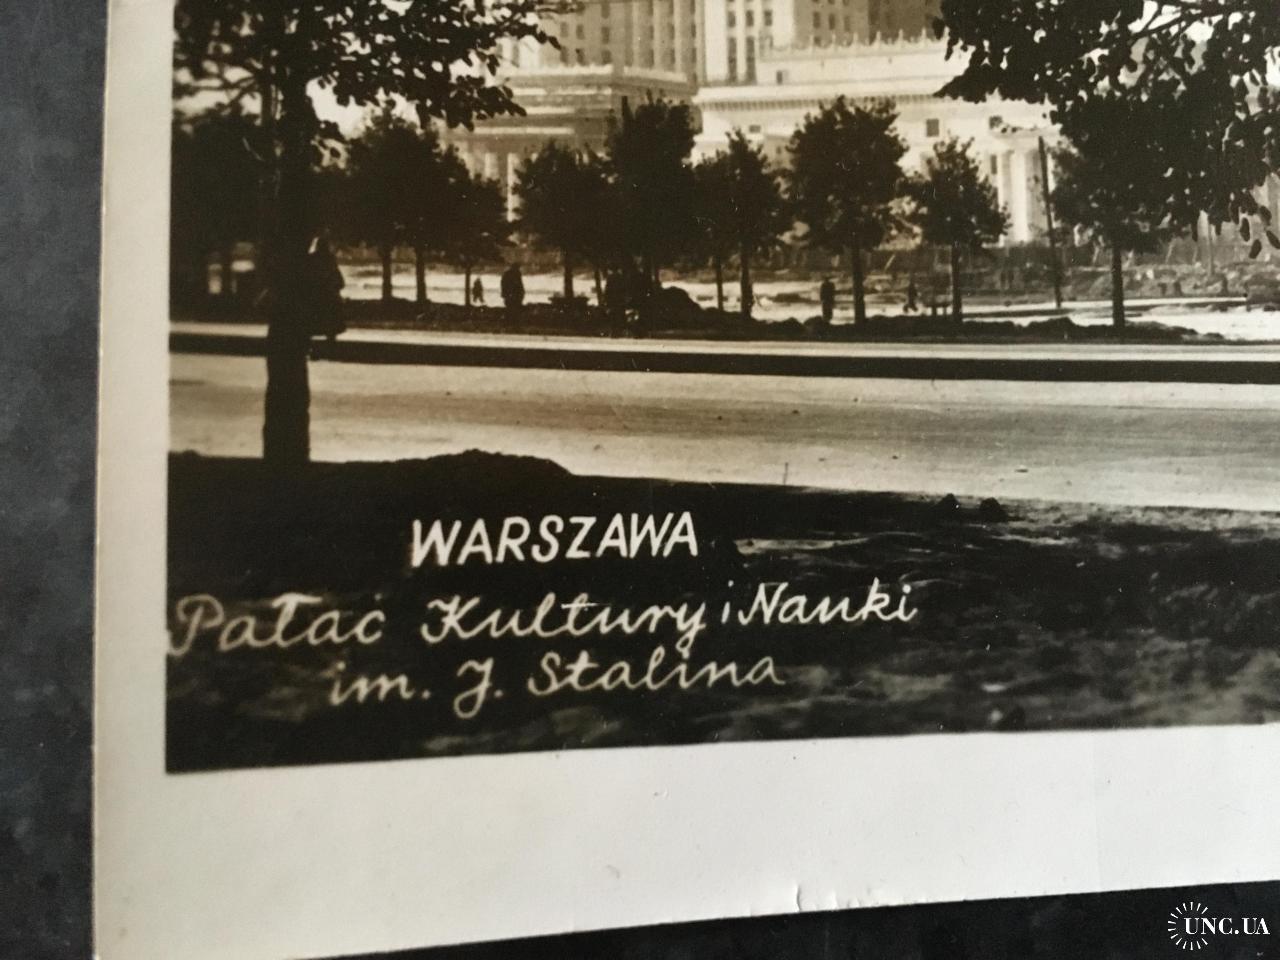 WARSZAWA
Pałac Kultury i Nauki
im. J. Stalina
UNC.UA